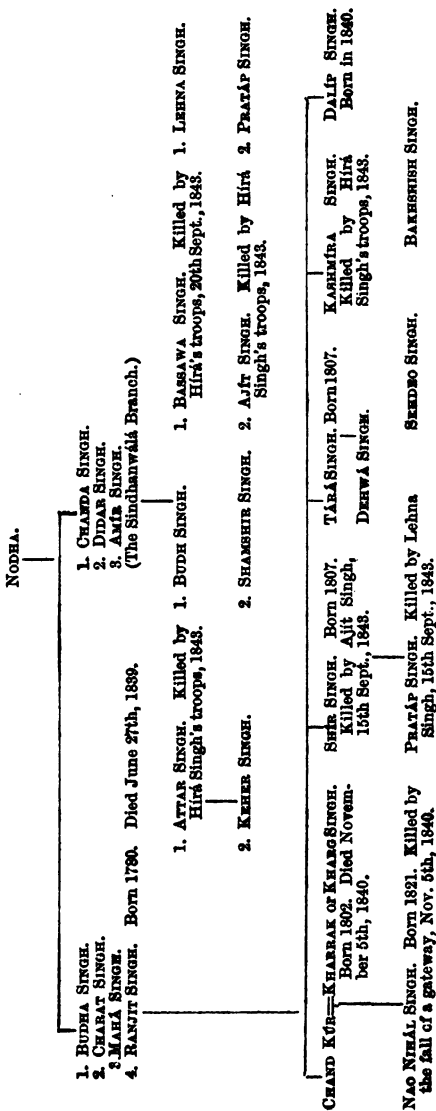 NODHA.
1. BUDHA SINGH.
2. CHARAT SINGH.
3. MAHÁ SINGH.
4. RANJIT SINGH. Born 1780. Died June 27th, 1839.
1. CHANDA SINGH.
2. DIDAR SINGH.
3. AMÍR SINGH.
(The Sindhanwálá Branch.)
1. ATTAR SINGH. Killed by
Hírá Singh's troops, 1843.
2. KEHER SINGH.
1. BUDH SINGH.
2. SHAMSHIR SINGH.
1. BASSAWA SINGH. Killed by
Hírá's troops, 20th Sept., 1843.
2. AJÍT SINGH. Killed by Hírá
Singh's troops, 1843.
1. LEHNA SINGH.
2. PRATÁP SINGH.
CHAND KÚR=KHARRAK or KHARG SINGH.
Born 1802. Died Novem-
ber 5th, 1840.
SHIR SINGH. Born 1807.
Killed by Ajít Singh,
15th Sept., 1843.
TÁRÁ SINGH. Born 1807.
KASHMÍRA SINGH.
Killed by Hírá
Singh's troops, 1843.
DALÍP SINGH.
Born in 1840.
NAO NIHÁL SINGH. Born 1821. Killed by
the fall of a gateway, Nov. 5th, 1840.
PRATÁP SINGH. Killed by Lehna
Singh, 15th Sept., 1843.
DEHWÁ SINGH.
SEHDEO SINGH.
BAKHSHISH SINGH.